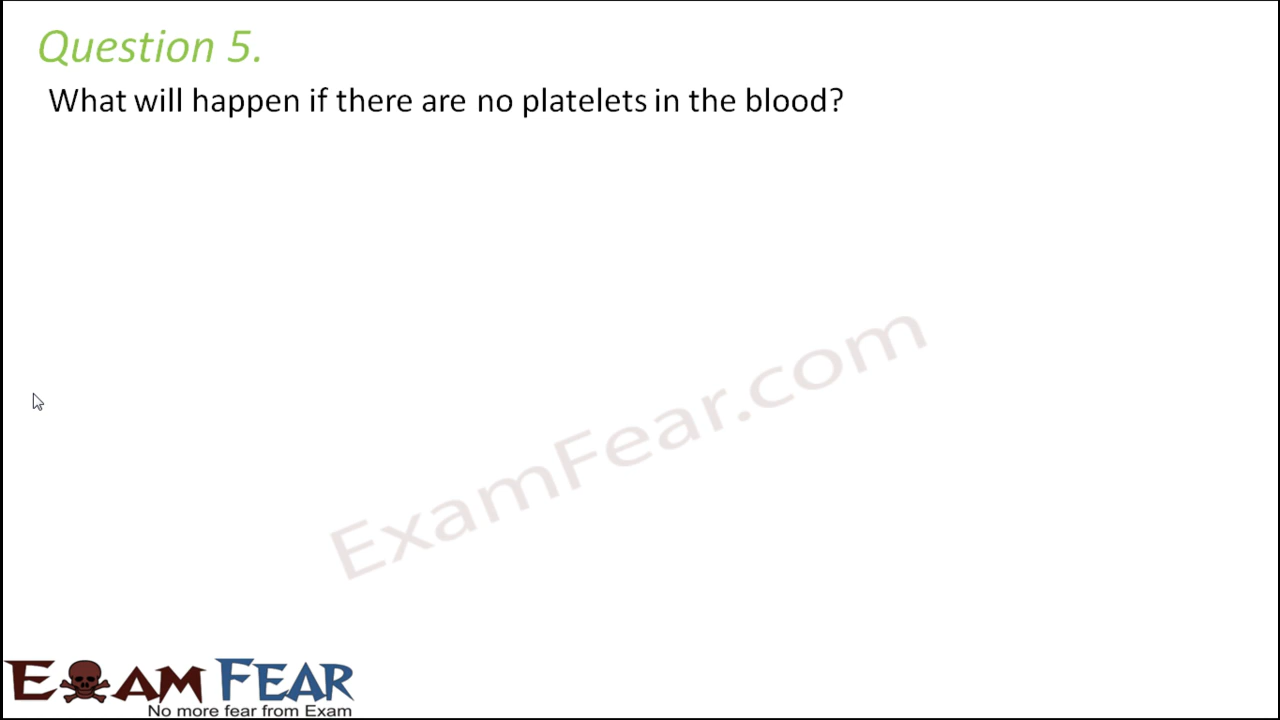 Question 5.
What will happen if there are no platelets in the blood?
ExamFear.com
EXAM FEAR
No more fear from Exam